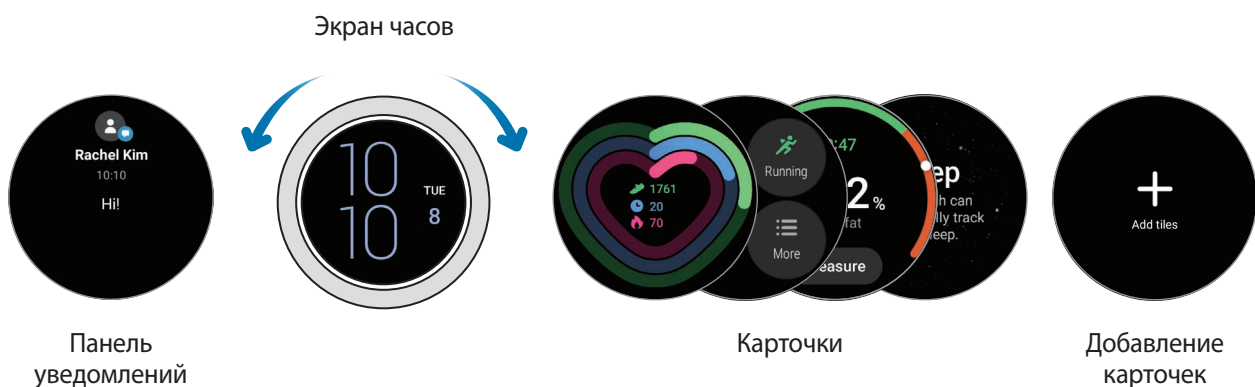 Экран часов
Rachel Kim
10:10
Hi!
10
10
TUE
8
1761
20
70
Running
More
:47
2%
fat
easure
ep
h can
lly track
eep.
Add tiles
Панель
уведомлений
Карточки
Добавление
карточек